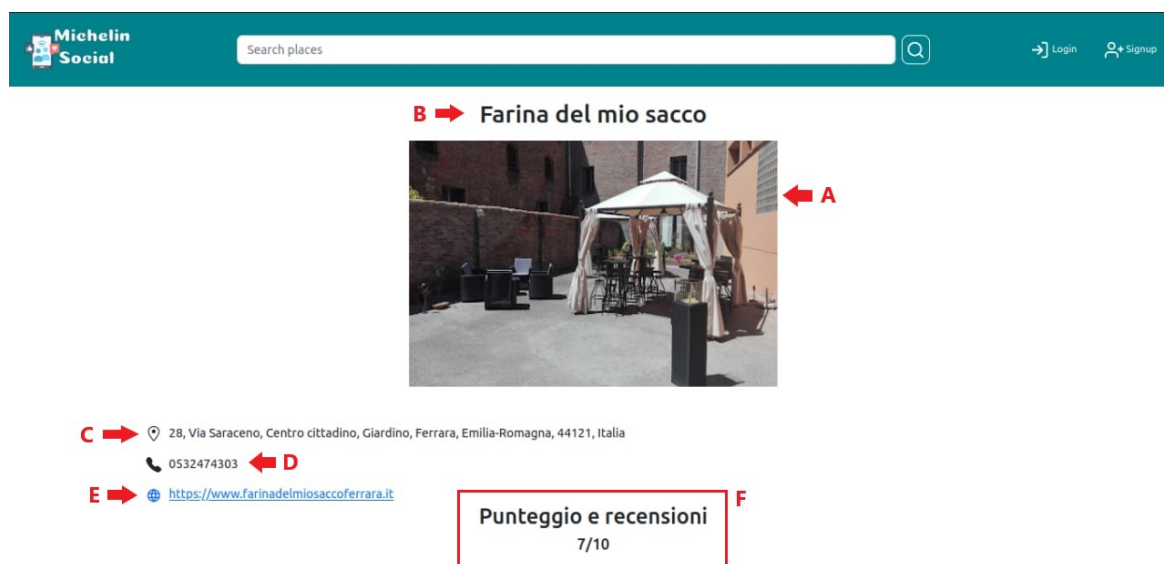 Michelin
Social
Search places
Login
Signup
B Farina del mio sacco
A
C 28, Via Saraceno, Centro cittadino, Giardino, Ferrara, Emilia-Romagna, 44121, Italia
0532474303 D
E https://www.farinadelmiosaccoferrara.it
F
Punteggio e recensioni
7/10